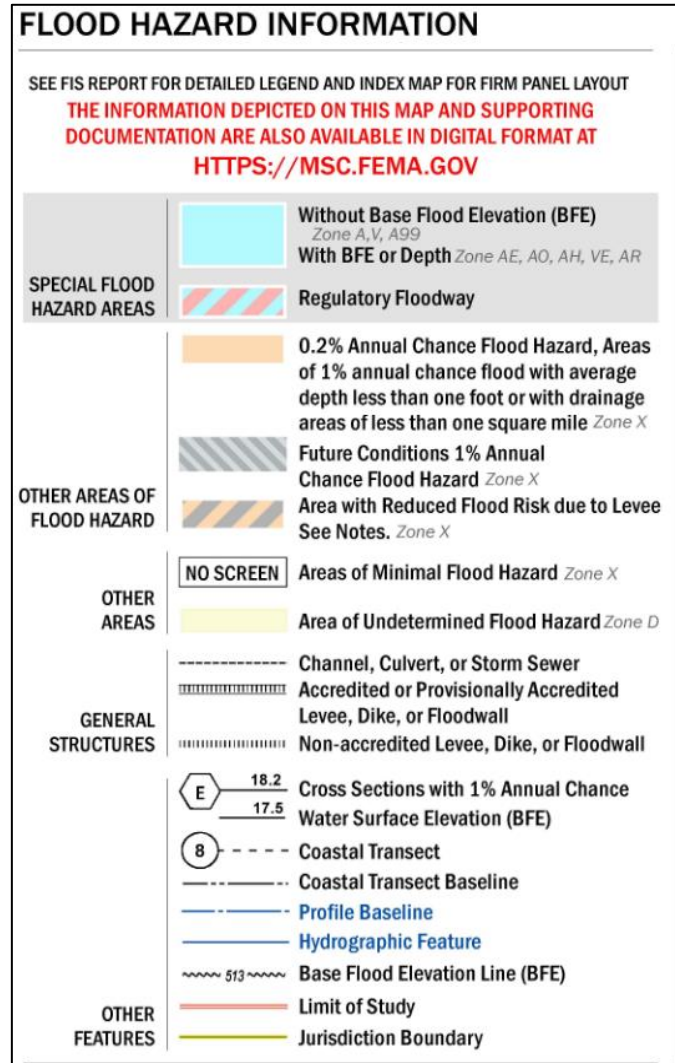 FLOOD HAZARD INFORMATION
SEE FIS REPORT FOR DETAILED LEGEND AND INDEX MAP FOR FIRM PANEL LAYOUT
THE INFORMATION DEPICTED ON THIS MAP AND SUPPORTING
DOCUMENTATION ARE ALSO AVAILABLE IN DIGITAL FORMAT AT
HTTPS://MSC.FEMA.GOV
SPECIAL FLOOD
HAZARD AREAS
Without Base Flood Elevation (BFE)
Zone A,V, A99
With BFE or Depth Zone AE, AO, AH, VE, AR
Regulatory Floodway
OTHER AREAS OF
FLOOD HAZARD
0.2% Annual Chance Flood Hazard, Areas
of 1% annual chance flood with average
depth less than one foot or with drainage
areas of less than one square mile Zone X
Future Conditions 1% Annual
Chance Flood Hazard Zone X
Area with Reduced Flood Risk due to Levee
See Notes. Zone X
OTHER
AREAS
NO SCREEN Areas of Minimal Flood Hazard Zone X
Area of Undetermined Flood Hazard Zone D
GENERAL
STRUCTURES
Channel, Culvert, or Storm Sewer
Accredited or Provisionally Accredited
Levee, Dike, or Floodwall
Non-accredited Levee, Dike, or Floodwall
OTHER
FEATURES
E 18.2 Cross Sections with 1% Annual Chance
17.5 Water Surface Elevation (BFE)
8 Coastal Transect
Coastal Transect Baseline
Profile Baseline
Hydrographic Feature
513 Base Flood Elevation Line (BFE)
Limit of Study
Jurisdiction Boundary